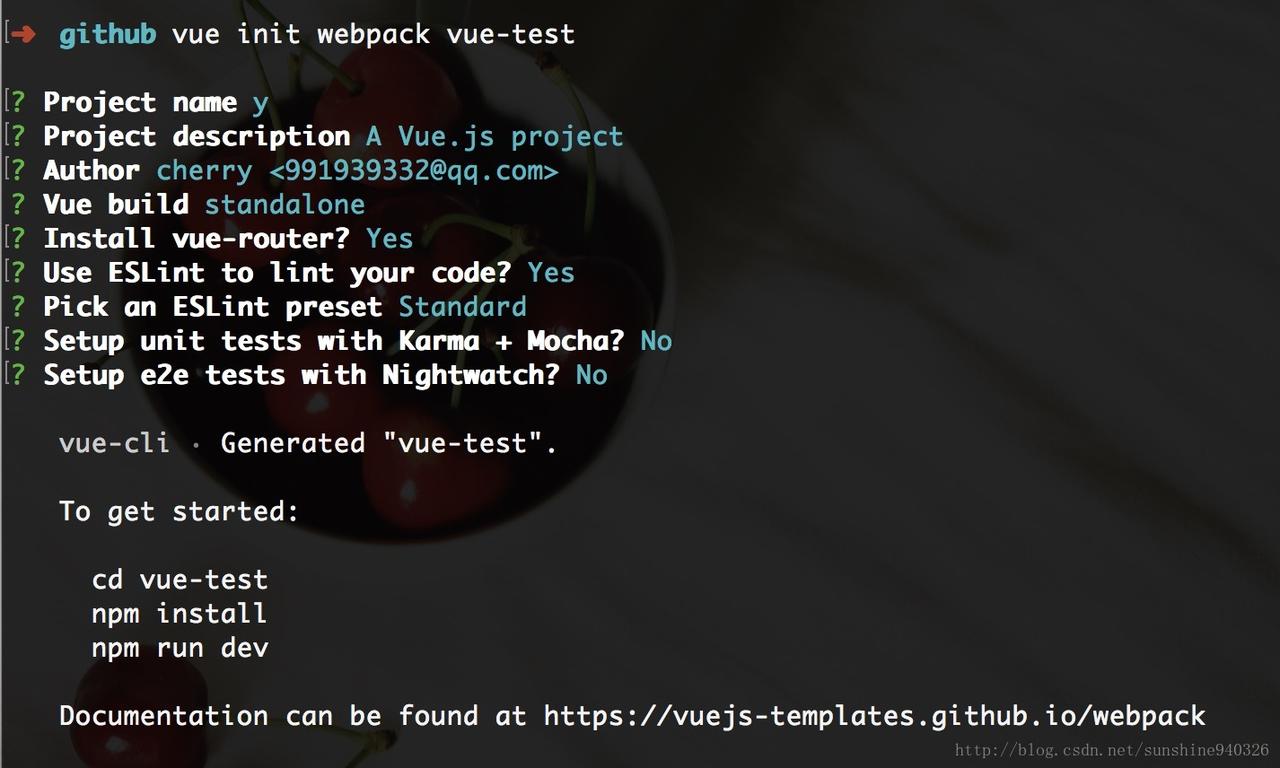 ➜ github vue init webpack vue-test
? Project name y
? Project description A Vue.js project
? Author cherry <991939332@qq.com>
? Vue build standalone
? Install vue-router? Yes
? Use ESLint to lint your code? Yes
? Pick an ESLint preset Standard
? Setup unit tests with Karma + Mocha? No
? Setup e2e tests with Nightwatch? No
vue-cli · Generated "vue-test".
To get started:
cd vue-test
npm install
npm run dev
Documentation can be found at https://vuejs-templates.github.io/webpack
http://blog.csdn.net/sunshine940326